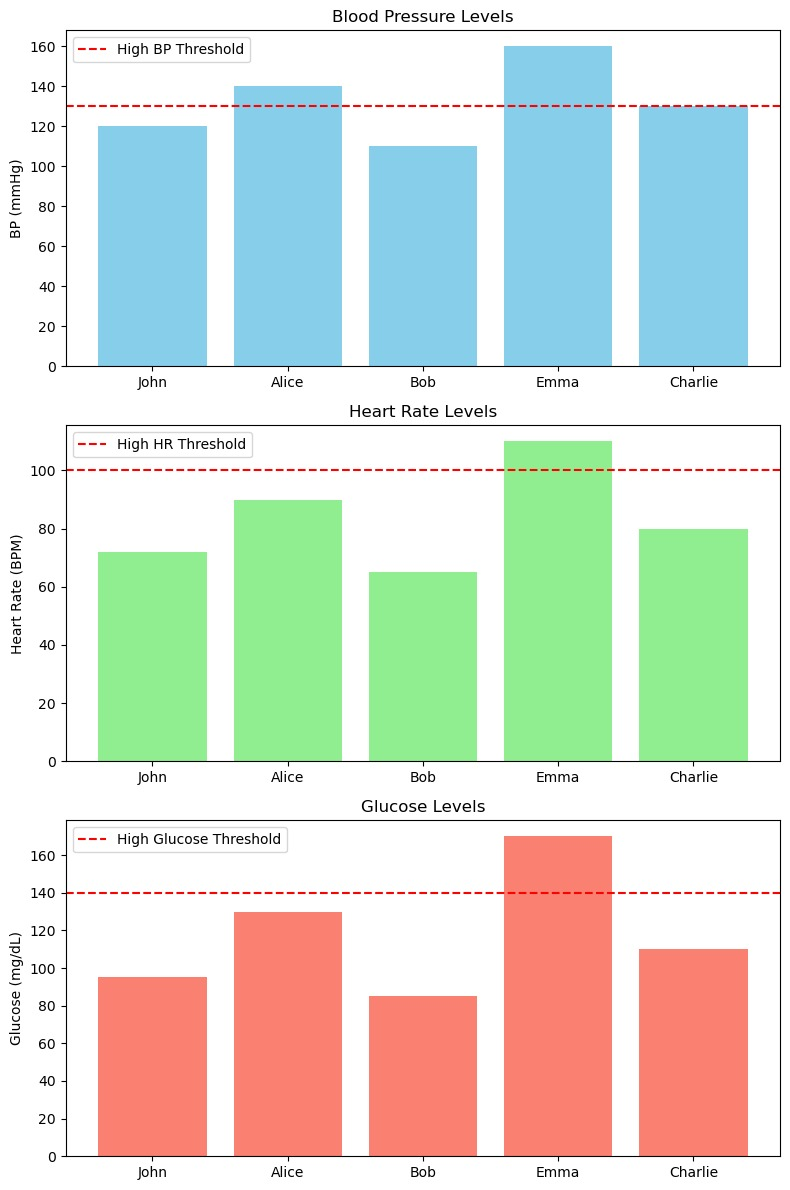 Blood Pressure Levels
High BP Threshold
BP (mmHg)
160
140
120
100
80
60
40
20
0
John Alice Bob Emma Charlie
Heart Rate Levels
High HR Threshold
Heart Rate (BPM)
100
80
60
40
20
0
John Alice Bob Emma Charlie
Glucose Levels
High Glucose Threshold
Glucose (mg/dL)
160
140
120
100
80
60
40
20
0
John Alice Bob Emma Charlie